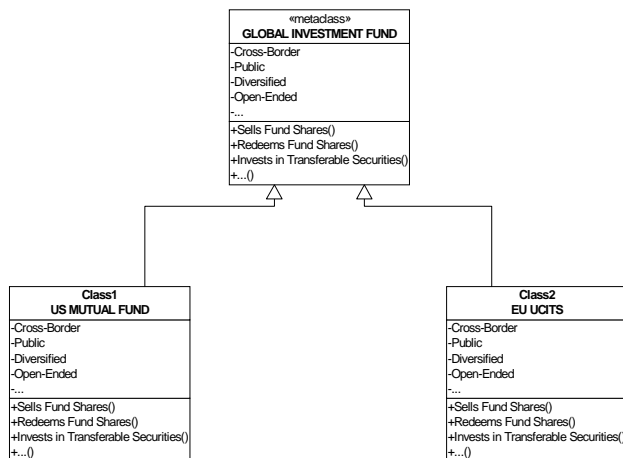 «metaclass»
GLOBAL INVESTMENT FUND
-Cross-Border
-Public
-Diversified
-Open-Ended
-...
+Sells Fund Shares()
+Redeems Fund Shares()
+Invests in Transferable Securities()
+...()
Class1
US MUTUAL FUND
-Cross-Border
-Public
-Diversified
-Open-Ended
-...
+Sells Fund Shares()
+Redeems Fund Shares()
+Invests in Transferable Securities()
+...()
Class2
EU UCITS
-Cross-Border
-Public
-Diversified
-Open-Ended
-...
+Sells Fund Shares()
+Redeems Fund Shares()
+Invests in Transferable Securities()
+...()